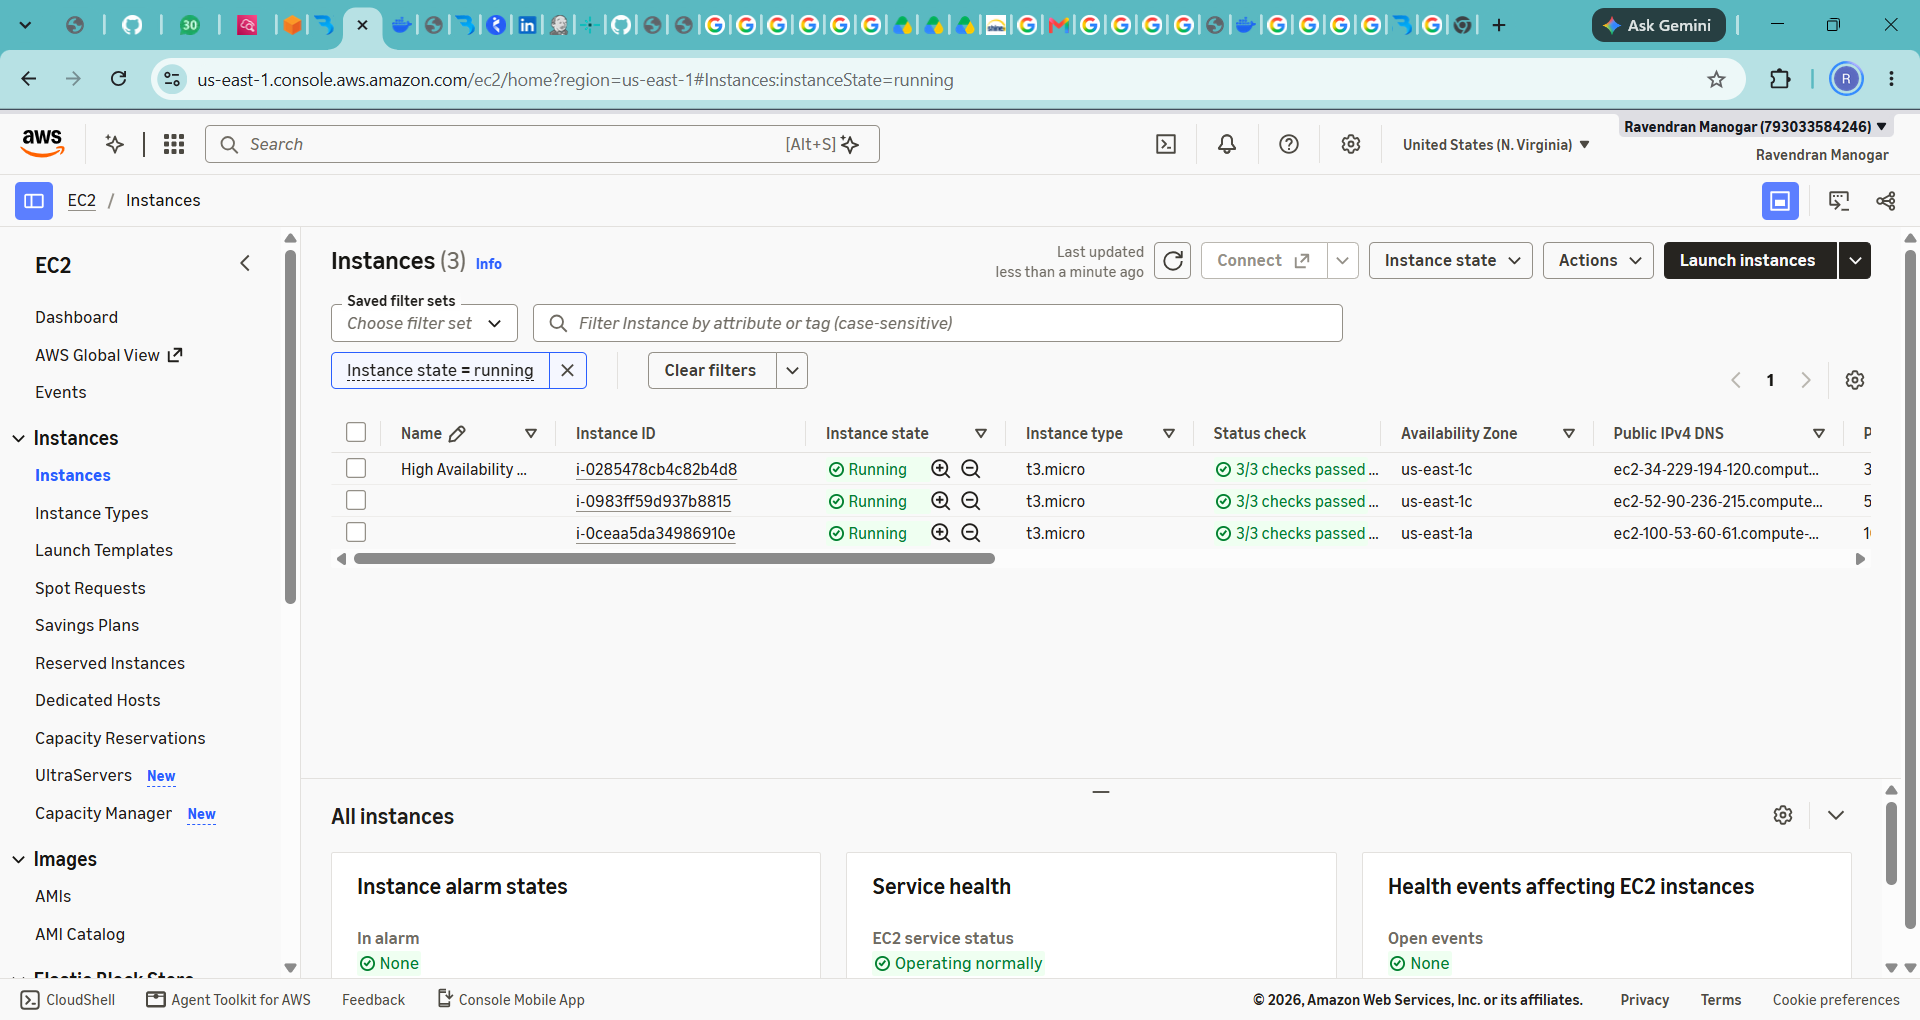 30
Ask Gemini
us-east-1.console.aws.amazon.com/ec2/home?region=us-east-1#Instances:instanceState=running
R
aws
Search
[Alt+S]
United States (N. Virginia)
Ravendran Manogar (793033584246)
Ravendran Manogar
EC2 / Instances
EC2
Dashboard
AWS Global View
Events
Instances
Instances
Instance Types
Launch Templates
Spot Requests
Savings Plans
Reserved Instances
Dedicated Hosts
Capacity Reservations
UltraServers New
Capacity Manager New
Images
AMIs
AMI Catalog
Elastic Block Store
Instances (3) Info
Last updated
less than a minute ago
Connect
Instance state
Actions
Launch instances
Saved filter sets
Choose filter set
Filter Instance by attribute or tag (case-sensitive)
Instance state = running
Clear filters
1
Name Instance ID Instance state Instance type Status check Availability Zone Public IPv4 DNS P
High Availability ... i-0285478cb4c82b4d8 Running t3.micro 3/3 checks passed ... us-east-1c ec2-34-229-194-120.comput... 3
i-0983ff59d937b8815 Running t3.micro 3/3 checks passed ... us-east-1c ec2-52-90-236-215.compute... 5
i-0ceaa5da34986910e Running t3.micro 3/3 checks passed ... us-east-1a ec2-100-53-60-61.compute-... 1
All instances
Instance alarm states
In alarm
None
Service health
EC2 service status
Operating normally
Health events affecting EC2 instances
Open events
None
CloudShell
Agent Toolkit for AWS
Feedback
Console Mobile App
© 2026, Amazon Web Services, Inc. or its affiliates.
Privacy
Terms
Cookie preferences